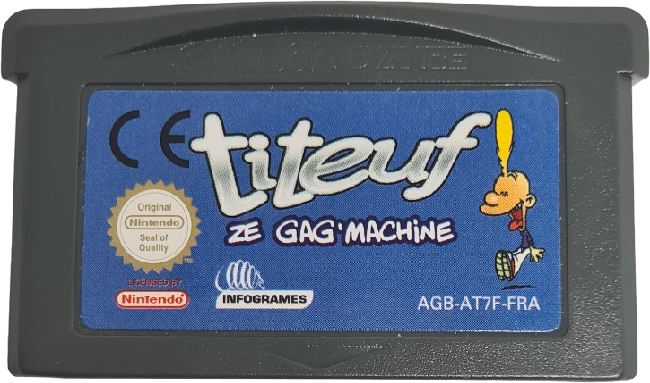 GAME BOY ADVANCE
CE
titeuf
ZE GAG'MACHINE
Original
Nintendo
Seal of
Quality
TM
LICENSED BY
Nintendo
INFOGRAMES
AGB-AT7F-FRA